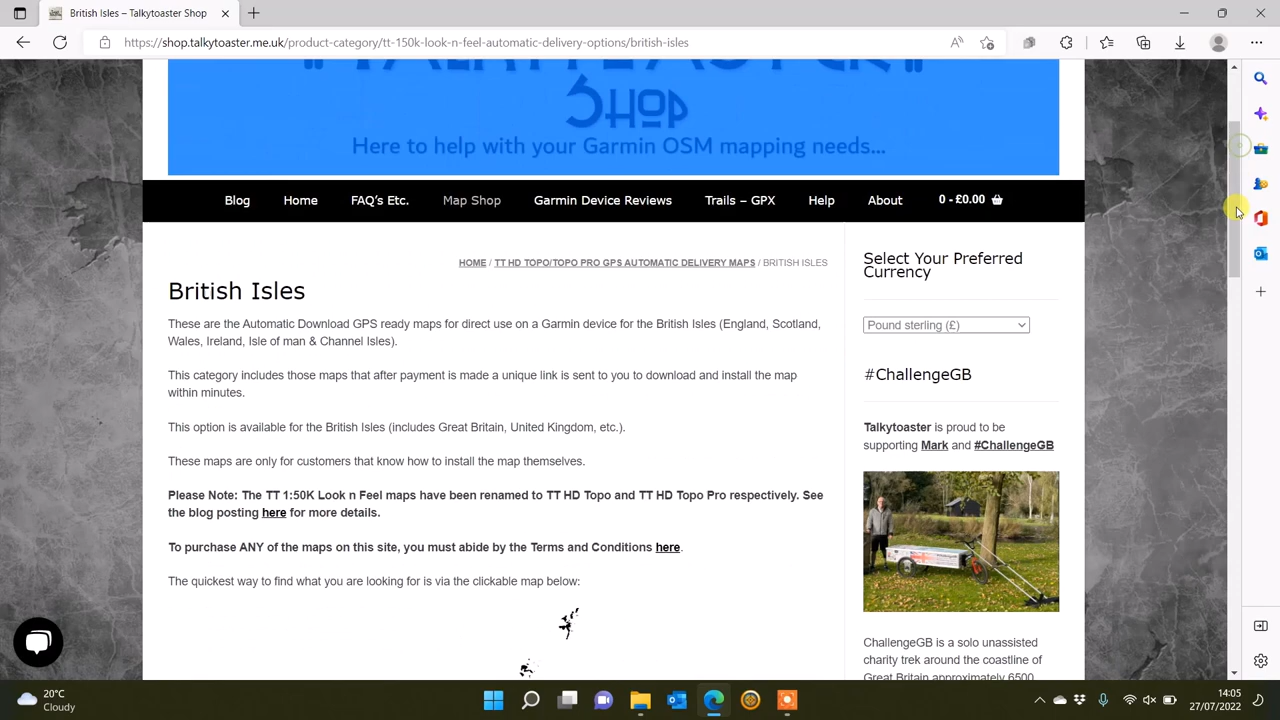 British Isles – Talkytoaster Shop
https://shop.talkytoaster.me.uk/product-category/tt-150k-look-n-feel-automatic-delivery-options/british-isles
Shop
Here to help with your Garmin OSM mapping needs...
Blog Home FAQ's Etc. Map Shop Garmin Device Reviews Trails – GPX Help About 0 - £0.00
HOME / TT HD TOPO/TOPO PRO GPS AUTOMATIC DELIVERY MAPS / BRITISH ISLES
British Isles
These are the Automatic Download GPS ready maps for direct use on a Garmin device for the British Isles (England, Scotland,
Wales, Ireland, Isle of man & Channel Isles).
This category includes those maps that after payment is made a unique link is sent to you to download and install the map
within minutes.
This option is available for the British Isles (includes Great Britain, United Kingdom, etc.).
These maps are only for customers that know how to install the map themselves.
Please Note: The TT 1:50K Look n Feel maps have been renamed to TT HD Topo and TT HD Topo Pro respectively. See
the blog posting here for more details.
To purchase ANY of the maps on this site, you must abide by the Terms and Conditions here.
The quickest way to find what you are looking for is via the clickable map below:
Select Your Preferred
Currency
Pound sterling (£)
#ChallengeGB
Talkytoaster is proud to be
supporting Mark and #ChallengeGB
ChallengeGB is a solo unassisted
charity trek around the coastline of
Great Britain approximately 6500
20°C
Cloudy
14:05
27/07/2022